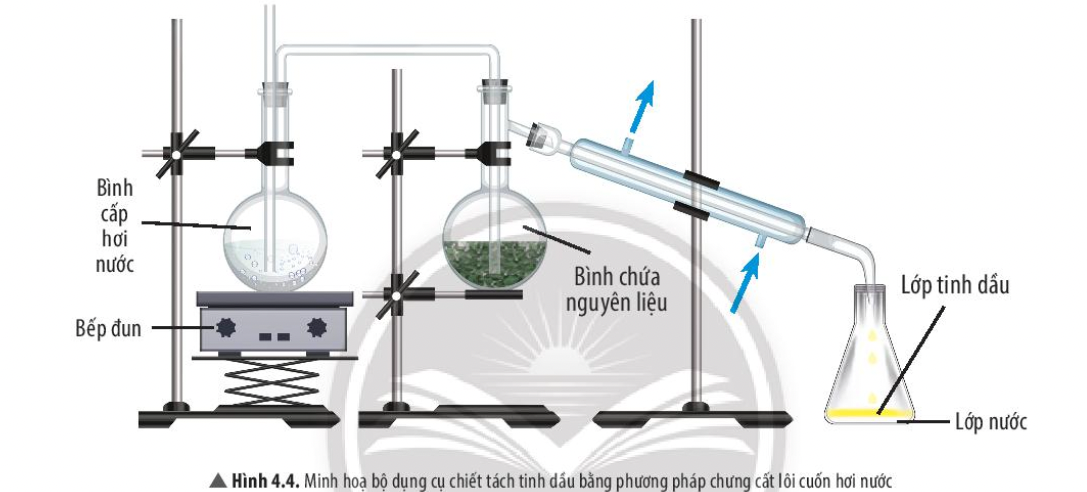 Bình
cấp
hơi
nước
Bếp đun
Bình chứa
nguyên liệu
Lớp tinh dầu
Lớp nước
▲ Hình 4.4. Minh hoạ bộ dụng cụ chiết tách tinh dầu bằng phương pháp chưng cất lôi cuốn hơi nước